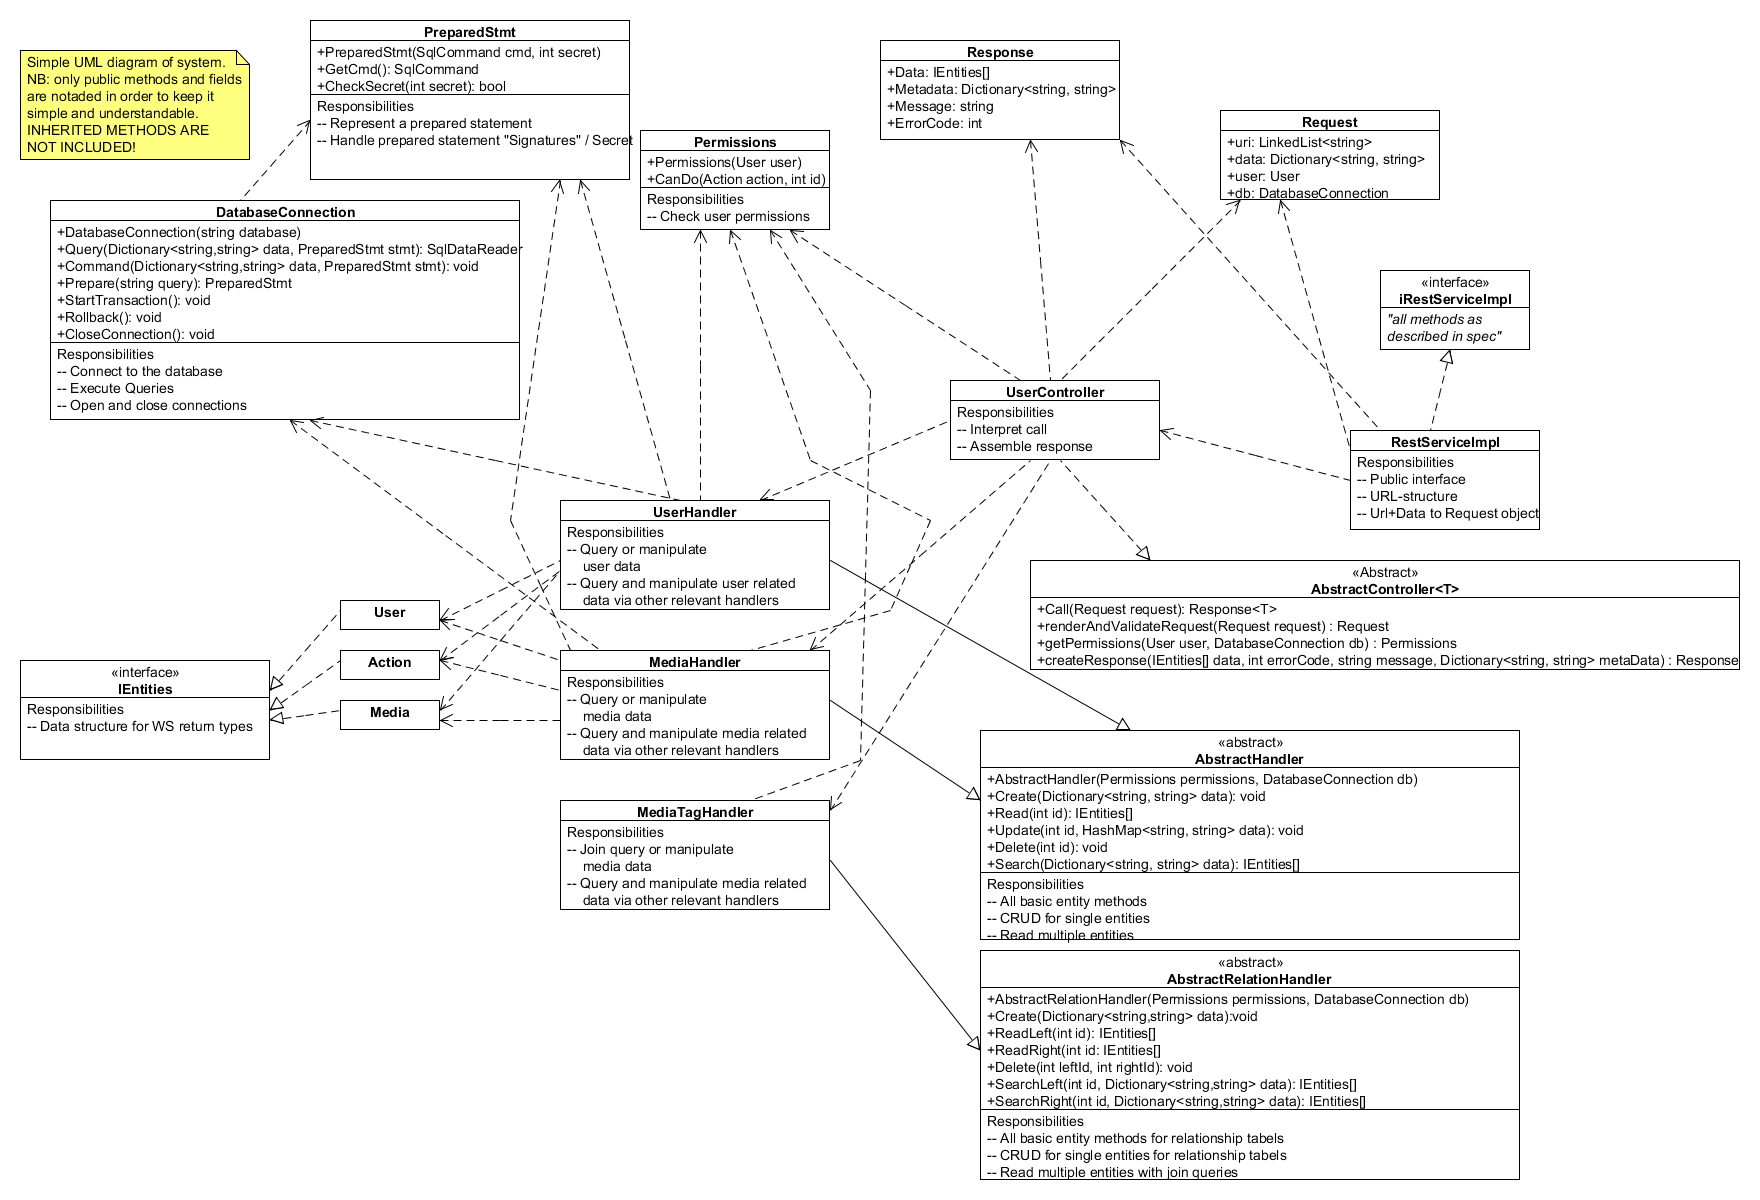 Simple UML diagram of system.
NB: only public methods and fields
are notaded in order to keep it
simple and understandable.
INHERITED METHODS ARE
NOT INCLUDED!
PreparedStmt
+PreparedStmt(SqlCommand cmd, int secret)
+GetCmd(): SqlCommand
+CheckSecret(int secret): bool
Responsibilities
-- Represent a prepared statement
-- Handle prepared statement "Signatures" / Secret
Permissions
+Permissions(User user)
+CanDo(Action action, int id)
Responsibilities
-- Check user permissions
Response
+Data: IEntities[]
+Metadata: Dictionary<string, string>
+Message: string
+ErrorCode: int
Request
+uri: LinkedList<string>
+data: Dictionary<string, string>
+user: User
+db: DatabaseConnection
DatabaseConnection
+DatabaseConnection(string database)
+Query(Dictionary<string,string> data, PreparedStmt stmt): SqlDataReader
+Command(Dictionary<string,string> data, PreparedStmt stmt): void
+Prepare(string query): PreparedStmt
+StartTransaction(): void
+Rollback(): void
+CloseConnection(): void
Responsibilities
-- Connect to the database
-- Execute Queries
-- Open and close connections
«interface»
iRestServiceImpl
"all methods as
described in spec"
UserController
Responsibilities
-- Interpret call
-- Assemble response
RestServiceImpl
Responsibilities
-- Public interface
-- URL-structure
-- Url+Data to Request object
UserHandler
Responsibilities
-- Query or manipulate
user data
-- Query and manipulate user related
data via other relevant handlers
«Abstract»
AbstractController<T>
+Call(Request request): Response<T>
+renderAndValidateRequest(Request request) : Request
+getPermissions(User user, DatabaseConnection db) : Permissions
+createResponse(IEntities[] data, int errorCode, string message, Dictionary<string, string> metaData) : Response
User
Action
Media
«interface»
IEntities
Responsibilities
-- Data structure for WS return types
MediaHandler
Responsibilities
-- Query or manipulate
media data
-- Query and manipulate media related
data via other relevant handlers
«abstract»
AbstractHandler
+AbstractHandler(Permissions permissions, DatabaseConnection db)
+Create(Dictionary<string, string> data): void
+Read(int id): IEntities[]
+Update(int id, HashMap<string, string> data): void
+Delete(int id): void
+Search(Dictionary<string, string> data): IEntities[]
Responsibilities
-- All basic entity methods
-- CRUD for single entities
-- Read multiple entities
MediaTagHandler
Responsibilities
-- Join query or manipulate
media data
-- Query and manipulate media related
data via other relevant handlers
«abstract»
AbstractRelationHandler
+AbstractRelationHandler(Permissions permissions, DatabaseConnection db)
+Create(Dictionary<string,string> data):void
+ReadLeft(int id): IEntities[]
+ReadRight(int id: IEntities[]
+Delete(int leftId, int rightId): void
+SearchLeft(int id, Dictionary<string,string> data): IEntities[]
+SearchRight(int id, Dictionary<string,string> data): IEntities[]
Responsibilities
-- All basic entity methods for relationship tabels
-- CRUD for single entities for relationship tabels
-- Read multiple entities with join queries